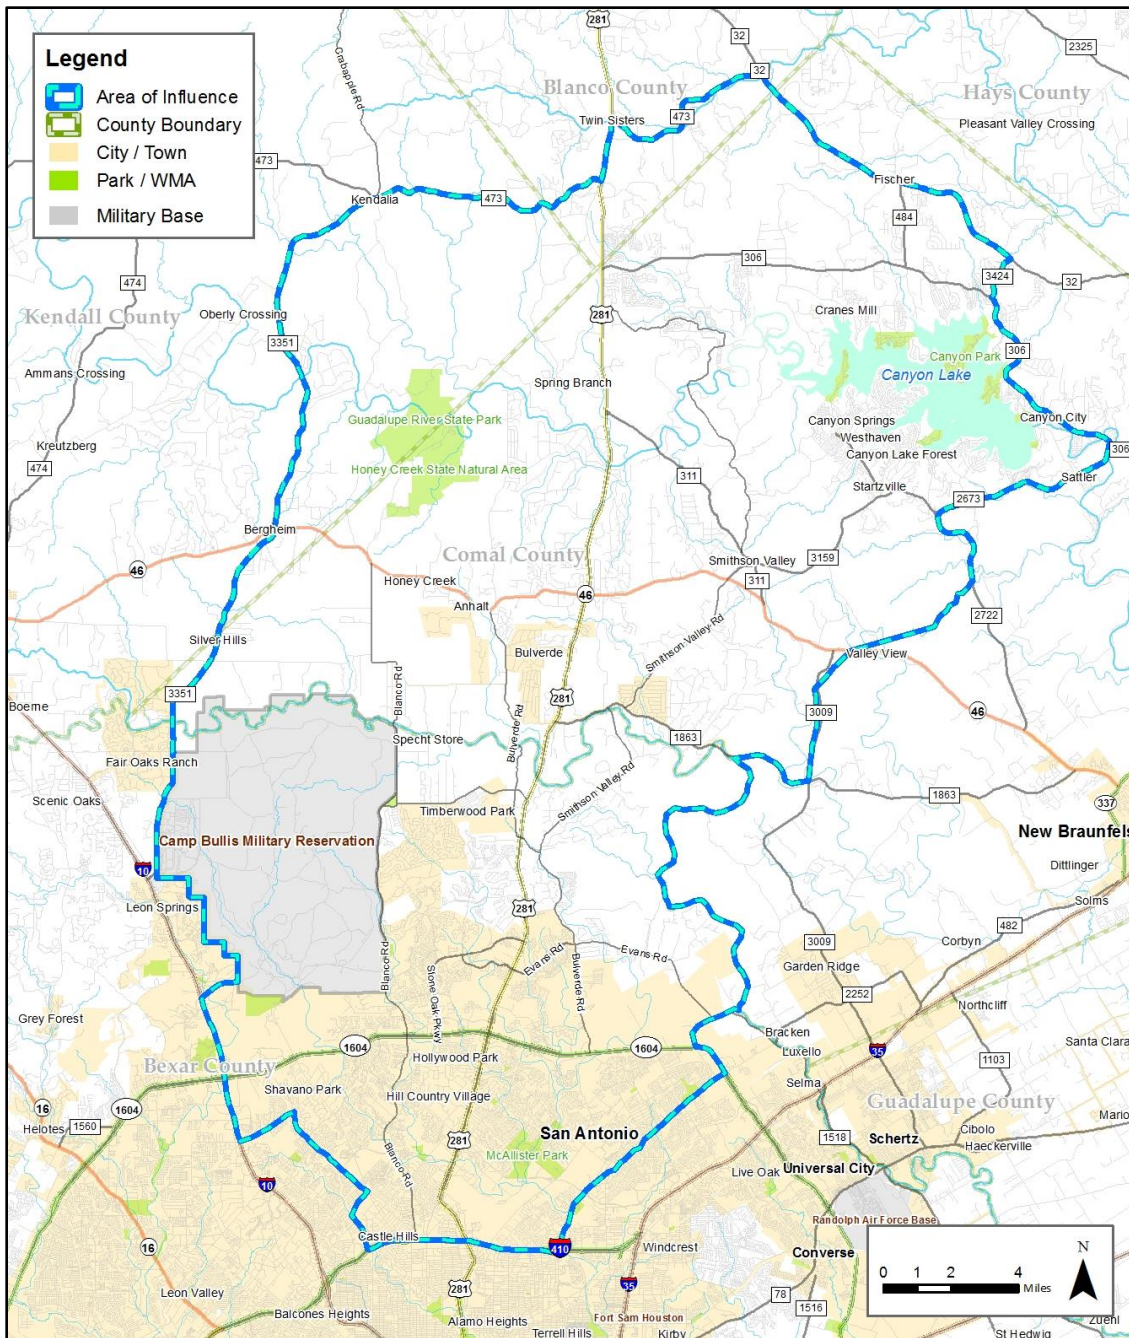 Legend
Area of Influence
County Boundary
City / Town
Park / WMA
Military Base
281
32
2325
Crabapple Rd
Blanco County
32
Hays County
Twin Sisters
473
Pleasant Valley Crossing
473
Kendalia
473
Fischer
484
306
3424
32
474
Kendall County
Oberly Crossing
Cranes Mill
281
3351
306
Canyon Park
Canyon Lake
Ammans Crossing
Spring Branch
Guadalupe River State Park
Canyon Springs
Canyon City
Westhaven
Kreutzberg
Canyon Lake Forest
306
474
Honey Creek State Natural Area
311
Startzville
Sattler
2673
Bergheim
Comal County
Smithson Valley
3159
46
Honey Creek
311
46
Anhalt
2722
Silver Hills
Smithson Valley Rd
Bulverde
Valley View
Blanco Rd
3351
281
Boerne
Bulverde Rd
3009
46
Specht Store
1863
Fair Oaks Ranch
Smithson Valley Rd
Scenic Oaks
Timberwood Park
1863
337
New Braunfels
Camp Bullis Military Reservation
10
Dittlinger
Leon Springs
281
Solms
482
Blanco Rd
Stone Oak Pkwy
Evans Rd
Evans Rd
Bulverde Rd
3009
Corbyn
Garden Ridge
2252
Northcliff
Grey Forest
Bracken
1604
1604
Luxello
35
Santa Clara
Hollywood Park
Bexar County
1103
Shavano Park
Hill Country Village
Selma
Guadalupe County
16
1604
Helotes
1560
Mario
Cibolo
San Antonio
1518
Schertz
281
Haeckerville
McAllister Park
Blanco Rd
Live Oak
Universal City
10
Randolph Air Force Base
Castle Hills
410
Windcrest
Converse
16
N
35
0 1 2 4
Miles
281
Leon Valley
78
Balcones Heights
Alamo Heights
Fort Sam Houston
1516
Terrell Hills
Kirby
St Hedwig
Zuehl